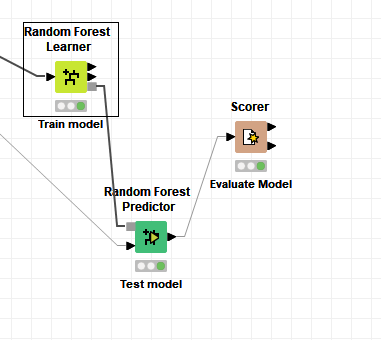 Random Forest
Learner
Train model
Scorer
Evaluate Model
Random Forest
Predictor
Test model